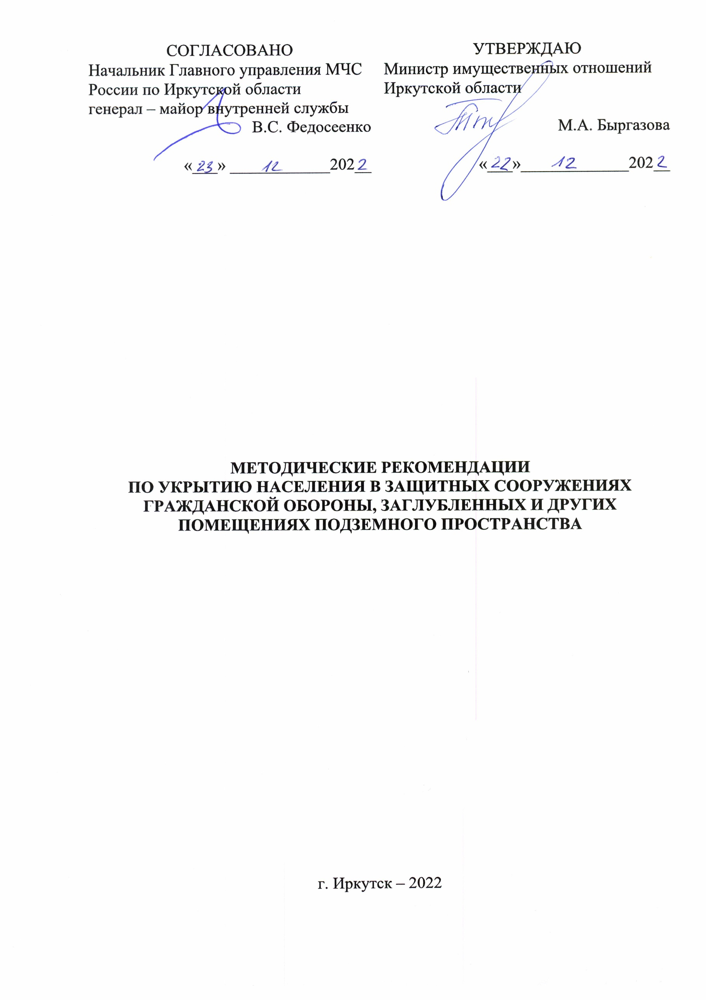 СОГЛАСОВАНО
Начальник Главного управления МЧС
России по Иркутской области
генерал – майор внутренней службы
В.С. Федосеенко
«23» 12 2022
УТВЕРЖДАЮ
Министр имущественных отношений
Иркутской области
М.А. Быргазова
«22» 12 2022
МЕТОДИЧЕСКИЕ РЕКОМЕНДАЦИИ
ПО УКРЫТИЮ НАСЕЛЕНИЯ В ЗАЩИТНЫХ СООРУЖЕНИЯХ
ГРАЖДАНСКОЙ ОБОРОНЫ, ЗАГЛУБЛЕННЫХ И ДРУГИХ
ПОМЕЩЕНИЯХ ПОДЗЕМНОГО ПРОСТРАНСТВА
г. Иркутск – 2022